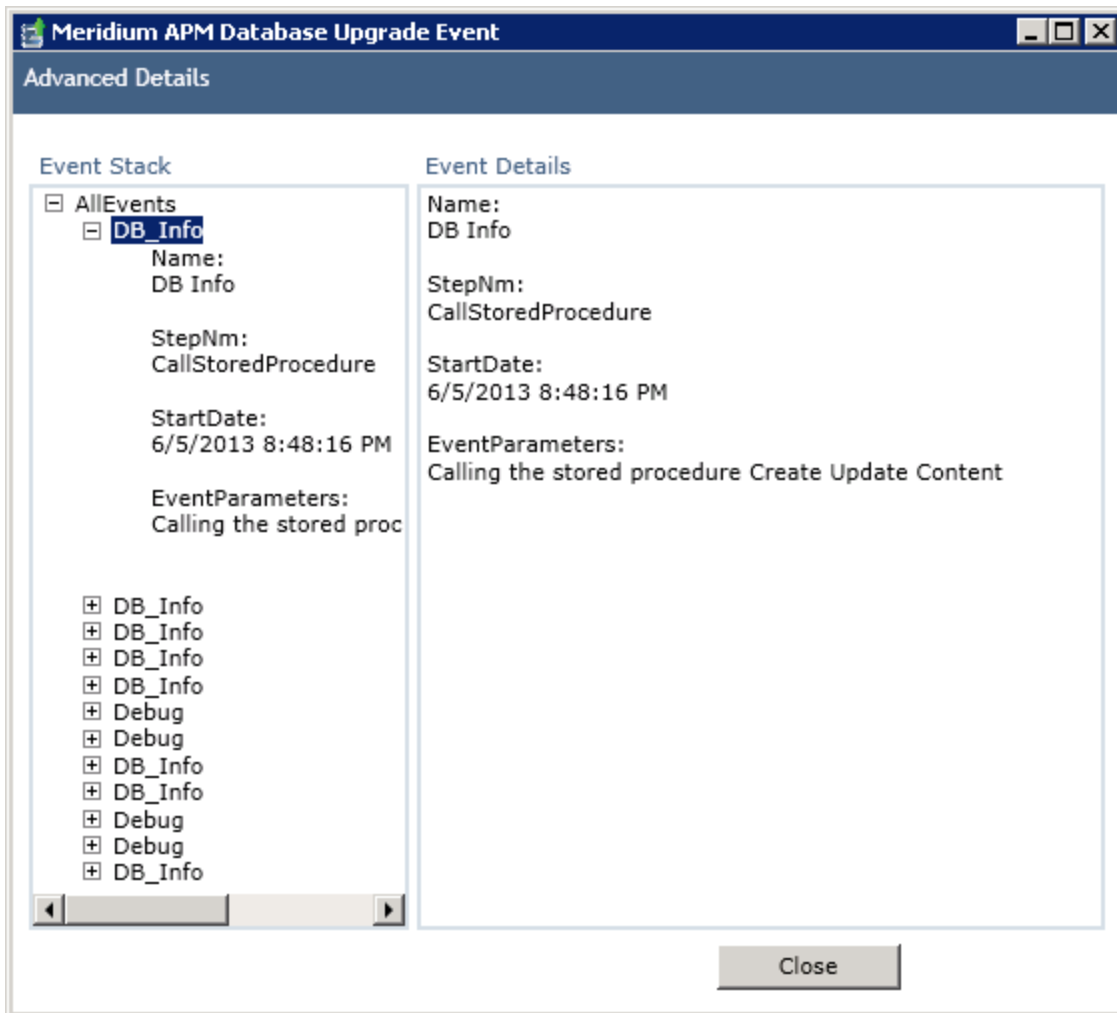 Meridium APM Database Upgrade Event
Advanced Details
Event Stack
AllEvents
DB_Info
Name:
DB Info
StepNm:
CallStoredProcedure
StartDate:
6/5/2013 8:48:16 PM
EventParameters:
Calling the stored proc
DB_Info
DB_Info
DB_Info
DB_Info
Debug
Debug
DB_Info
DB_Info
Debug
Debug
DB_Info
Event Details
Name:
DB Info
StepNm:
CallStoredProcedure
StartDate:
6/5/2013 8:48:16 PM
EventParameters:
Calling the stored procedure Create Update Content
Close